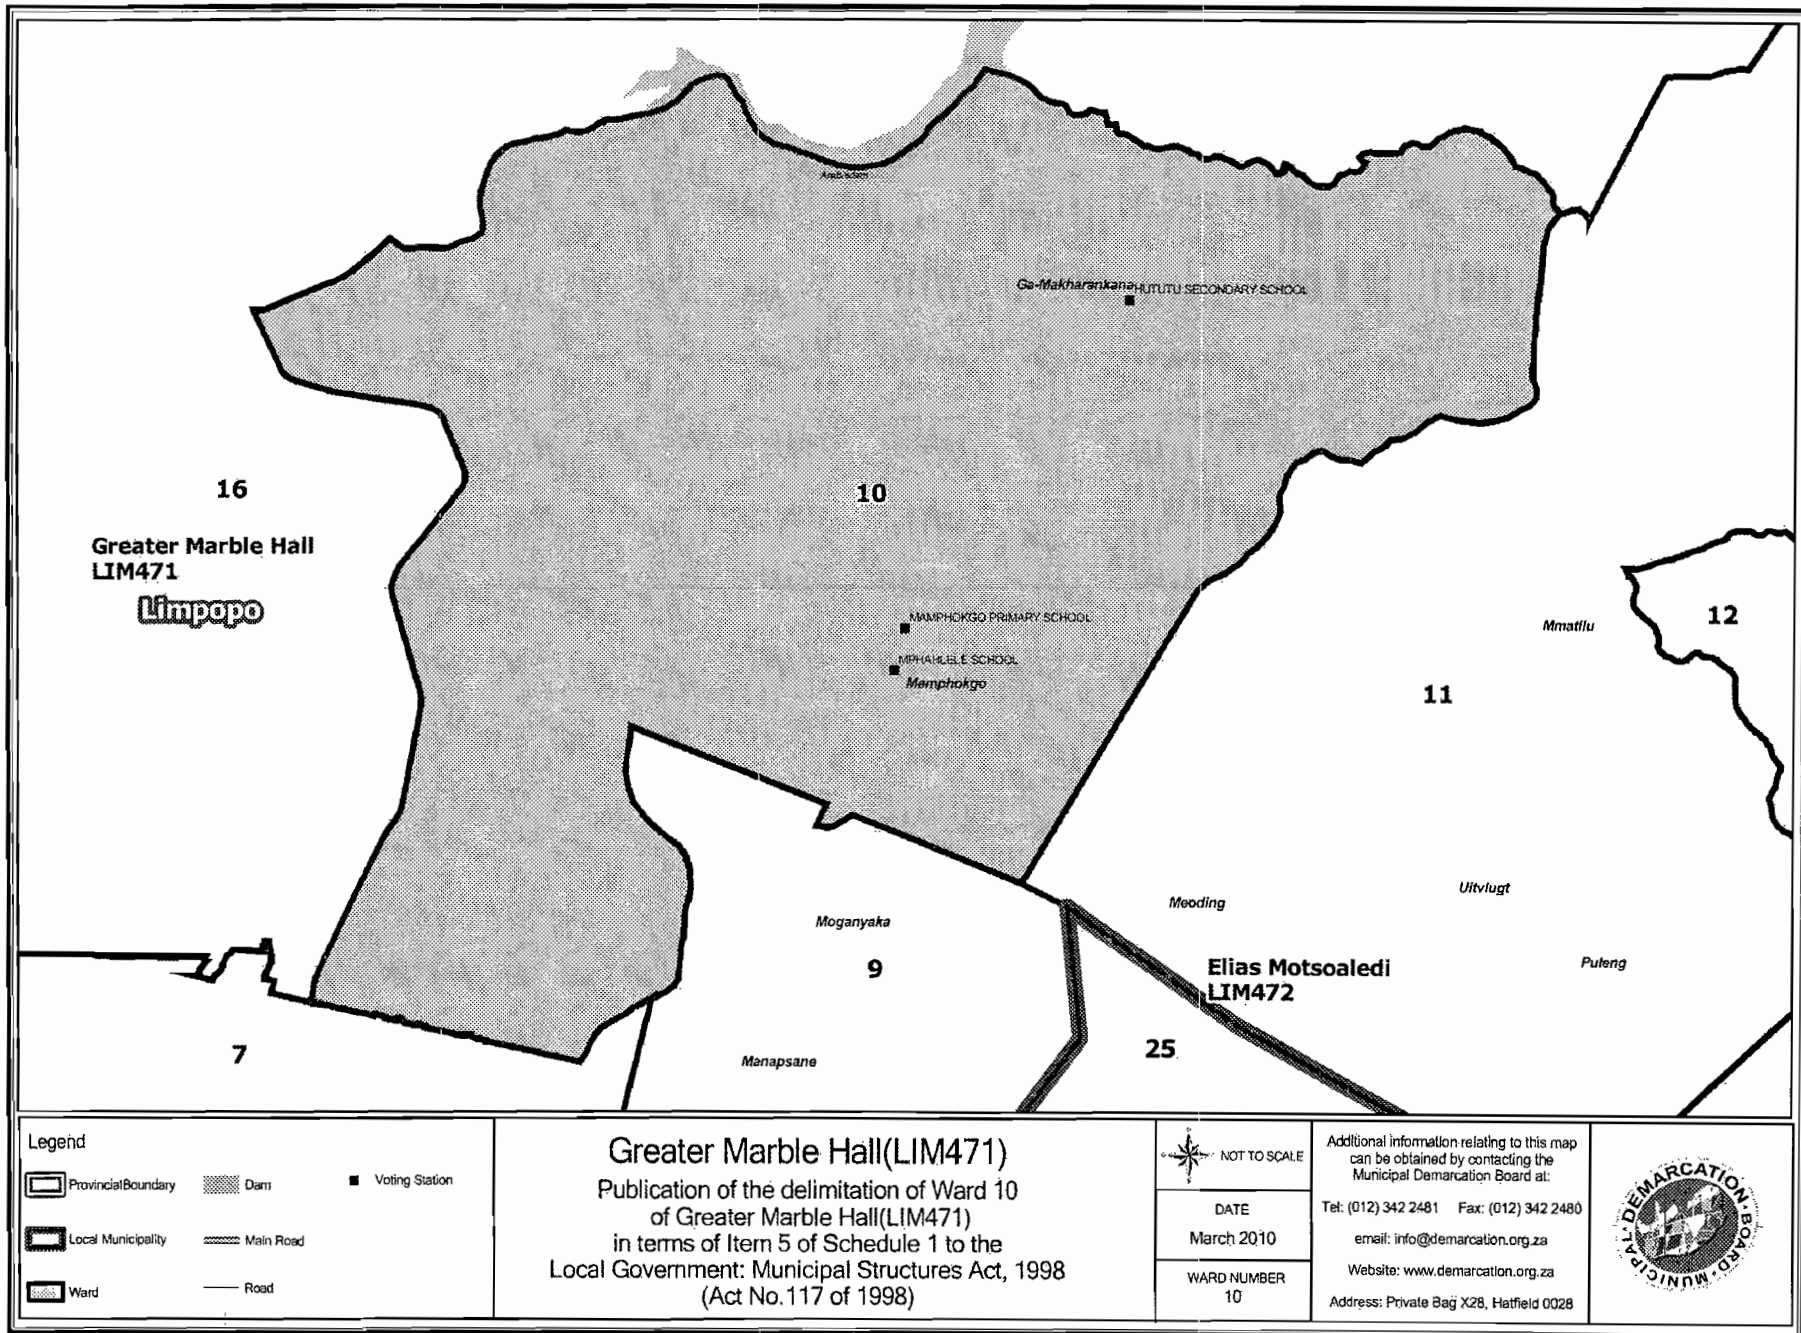 Ga-Makharankana
HUTUTU SECONDARY SCHOOL
16
10
Greater Marble Hall
LIM471
Limpopo
12
MAMPHOKGO PRIMARY SCHOOL
Mmatilu
MPHAHLELE SCHOOL
Mamphokgo
11
Uitvlugt
Meoding
Moganyaka
9
Elias Motsoaledi
LIM472
Puleng
7
25
Manapsane
Legend
Provincial Boundary
Dam
Voting Station
Local Municipality
Main Road
Ward
Road
Greater Marble Hall(LIM471)
Publication of the delimitation of Ward 10
of Greater Marble Hall(LIM471)
in terms of Item 5 of Schedule 1 to the
Local Government: Municipal Structures Act, 1998
(Act No.117 of 1998)
NOT TO SCALE
DATE
March 2010
WARD NUMBER
10
Additional information relating to this map
can be obtained by contacting the
Municipal Demarcation Board at:
Tel: (012) 342 2481 Fax: (012) 342 2480
email: info@demarcation.org.za
Website: www.demarcation.org.za
Address: Private Bag X28, Hatfield 0028
MUNICIPAL DEMARCATION BOARD